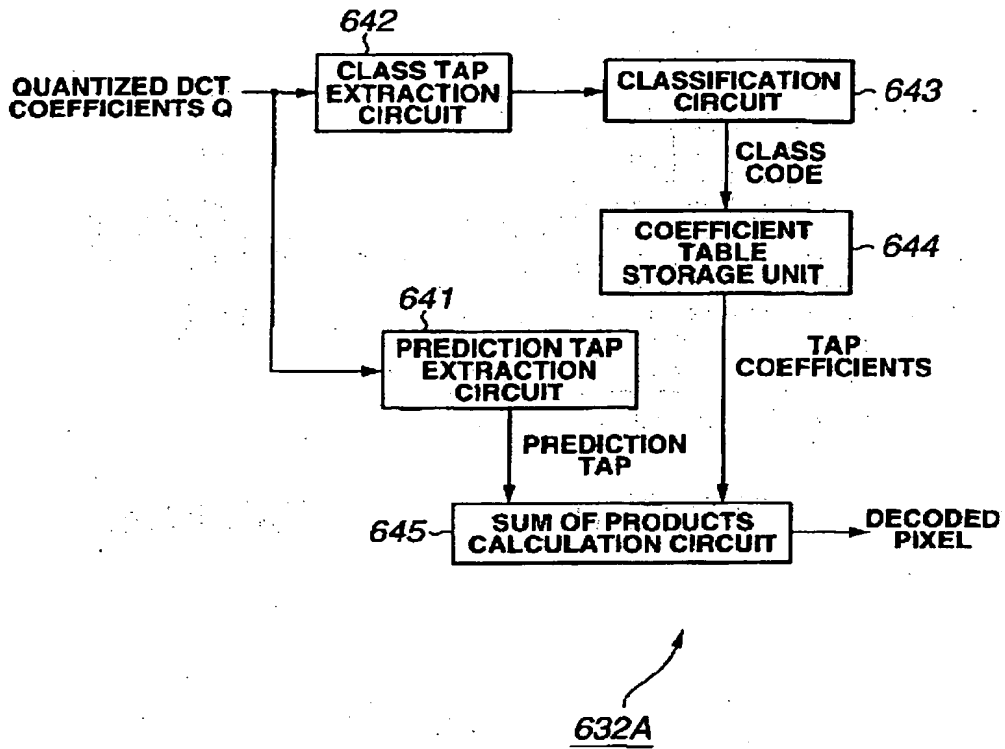 642
QUANTIZED DCT
COEFFICIENTS Q
CLASS TAP
EXTRACTION
CIRCUIT
CLASSIFICATION
CIRCUIT
643
CLASS
CODE
COEFFICIENT
TABLE
STORAGE UNIT
644
641
PREDICTION TAP
EXTRACTION
CIRCUIT
TAP
COEFFICIENTS
PREDICTION
TAP
645
SUM OF PRODUCTS
CALCULATION CIRCUIT
DECODED
PIXEL
632A